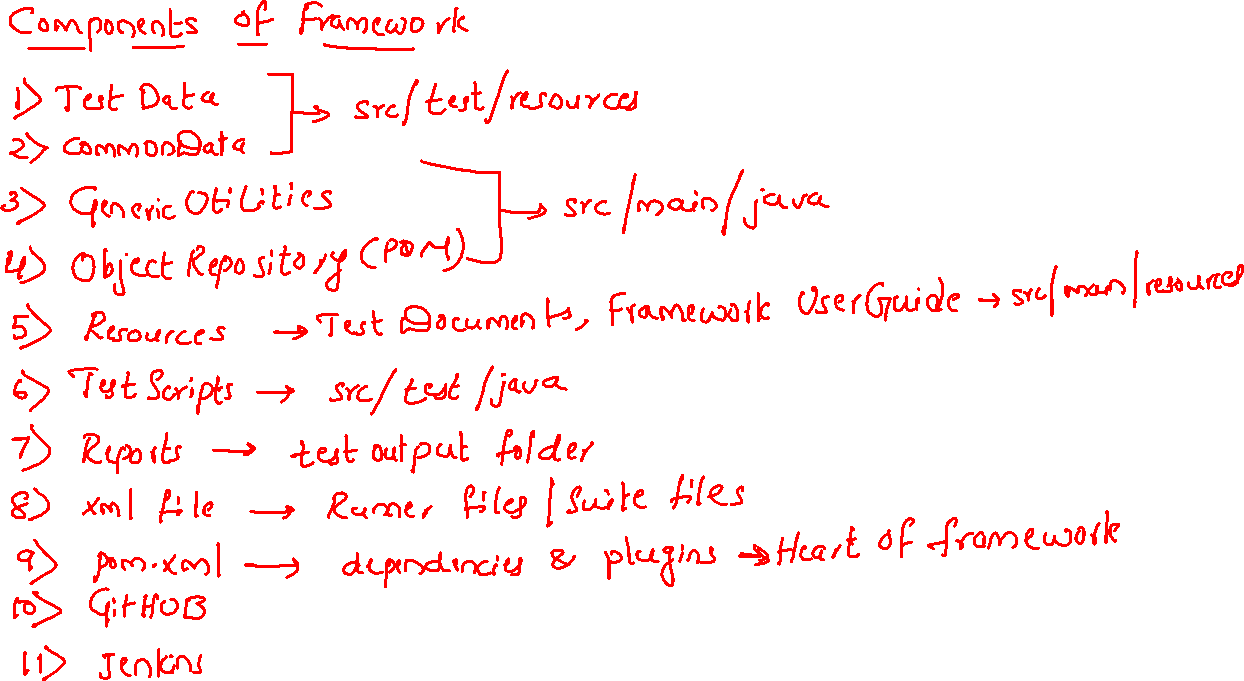 Components of Framework
1) Test Data
2) CommonData → src/test/resources
3) Generic Utilities
4) Object Repository (POM) → src/main/java
5) Resources → Test Documents, Framework UserGuide → src/main/resources
6) Test Scripts → src/test/java
7) Reports → test output folder
8) xml file → Runner files | Suite files
9) pom.xml → dependencies & plugins → Heart of framework
10) GitHUB
11) Jenkins